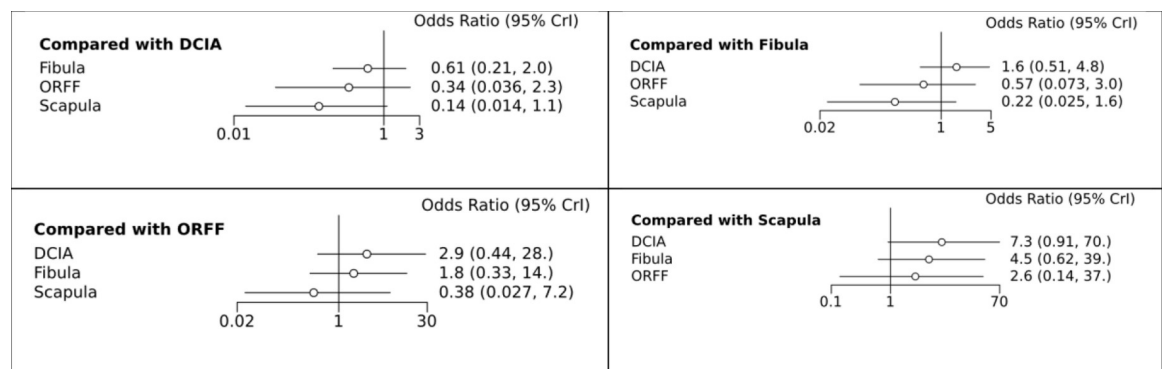 Odds Ratio (95% CrI)
Compared with DCIA
Fibula 0.61 (0.21, 2.0)
ORFF 0.34 (0.036, 2.3)
Scapula 0.14 (0.014, 1.1)
0.01 1 3
Odds Ratio (95% CrI)
Compared with Fibula
DCIA 1.6 (0.51, 4.8)
ORFF 0.57 (0.073, 3.0)
Scapula 0.22 (0.025, 1.6)
0.02 1 5
Odds Ratio (95% CrI)
Compared with ORFF
DCIA 2.9 (0.44, 28.)
Fibula 1.8 (0.33, 14.)
Scapula 0.38 (0.027, 7.2)
0.02 1 30
Odds Ratio (95% CrI)
Compared with Scapula
DCIA 7.3 (0.91, 70.)
Fibula 4.5 (0.62, 39.)
ORFF 2.6 (0.14, 37.)
0.1 1 70